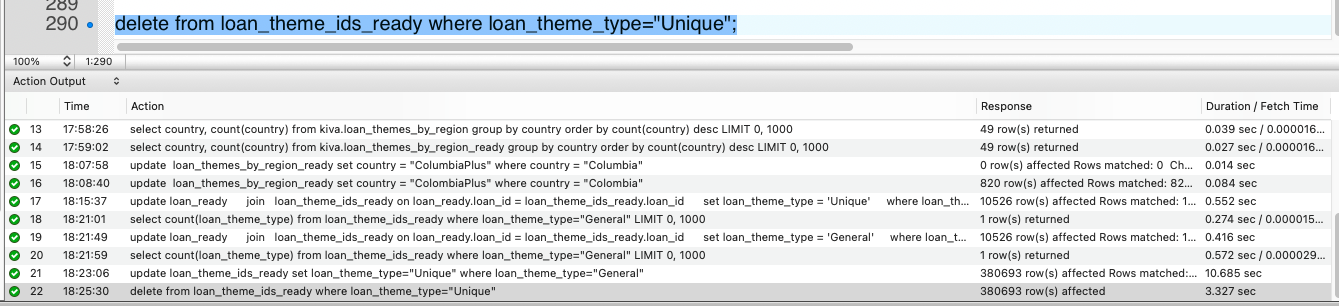 289
290 delete from loan_theme_ids_ready where loan_theme_type="Unique";
100% 1:290
Action Output
Time Action Response Duration / Fetch Time
13 17:58:26 select country, count(country) from kiva.loan_themes_by_region group by country order by count(country) desc LIMIT 0, 1000 49 row(s) returned 0.039 sec / 0.000016...
14 17:59:02 select country, count(country) from kiva.loan_themes_by_region_ready group by country order by count(country) desc LIMIT 0, 1000 49 row(s) returned 0.027 sec / 0.000016...
15 18:07:58 update loan_themes_by_region_ready set country = "ColumbiaPlus" where country = "Columbia" 0 row(s) affected Rows matched: 0 Ch... 0.014 sec
16 18:08:40 update loan_themes_by_region_ready set country = "ColombiaPlus" where country = "Colombia" 820 row(s) affected Rows matched: 82... 0.084 sec
17 18:15:37 update loan_ready join loan_theme_ids_ready on loan_ready.loan_id = loan_theme_ids_ready.loan_id set loan_theme_type = 'Unique' where loan_th... 10526 row(s) affected Rows matched: 1... 0.552 sec
18 18:21:01 select count(loan_theme_type) from loan_theme_ids_ready where loan_theme_type="General" LIMIT 0, 1000 1 row(s) returned 0.274 sec / 0.000015...
19 18:21:49 update loan_ready join loan_theme_ids_ready on loan_ready.loan_id = loan_theme_ids_ready.loan_id set loan_theme_type = 'General' where loan_t... 10526 row(s) affected Rows matched: 1... 0.416 sec
20 18:21:59 select count(loan_theme_type) from loan_theme_ids_ready where loan_theme_type="General" LIMIT 0, 1000 1 row(s) returned 0.572 sec / 0.000029...
21 18:23:06 update loan_theme_ids_ready set loan_theme_type="Unique" where loan_theme_type="General" 380693 row(s) affected Rows matched:... 10.685 sec
22 18:25:30 delete from loan_theme_ids_ready where loan_theme_type="Unique" 380693 row(s) affected 3.327 sec